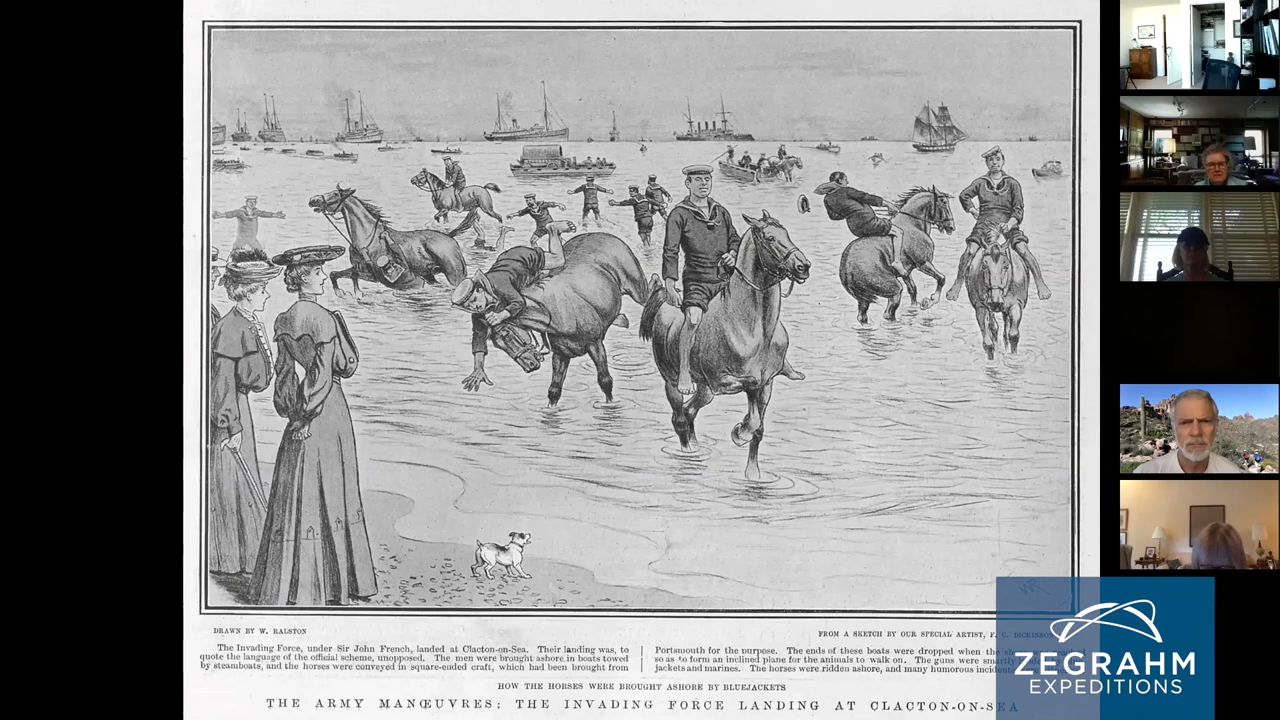 DRAWN BY W. RALSTON
FROM A SKETCH BY OUR SPECIAL ARTIST, F. C. DICKINSON
The Invading Force, under Sir John French, landed at Clacton-on-Sea. Their landing was, to
quote the language of the official scheme, unopposed. The men were brought ashore in boats towed
by steamboats, and the horses were conveyed in square-ended craft, which had been brought from
Portsmouth for the purpose. The ends of these boats were dropped when the
so as to form an inclined plane for the animals to walk on. The guns were smartly
jackets and marines. The horses were ridden ashore, and many humorous
HOW THE HORSES WERE BROUGHT ASHORE BY BLUEJACKETS
THE ARMY MANŒUVRES: THE INVADING FORCE LANDING AT CLACTON-ON-SEA
ZEGRAHM
EXPEDITIONS